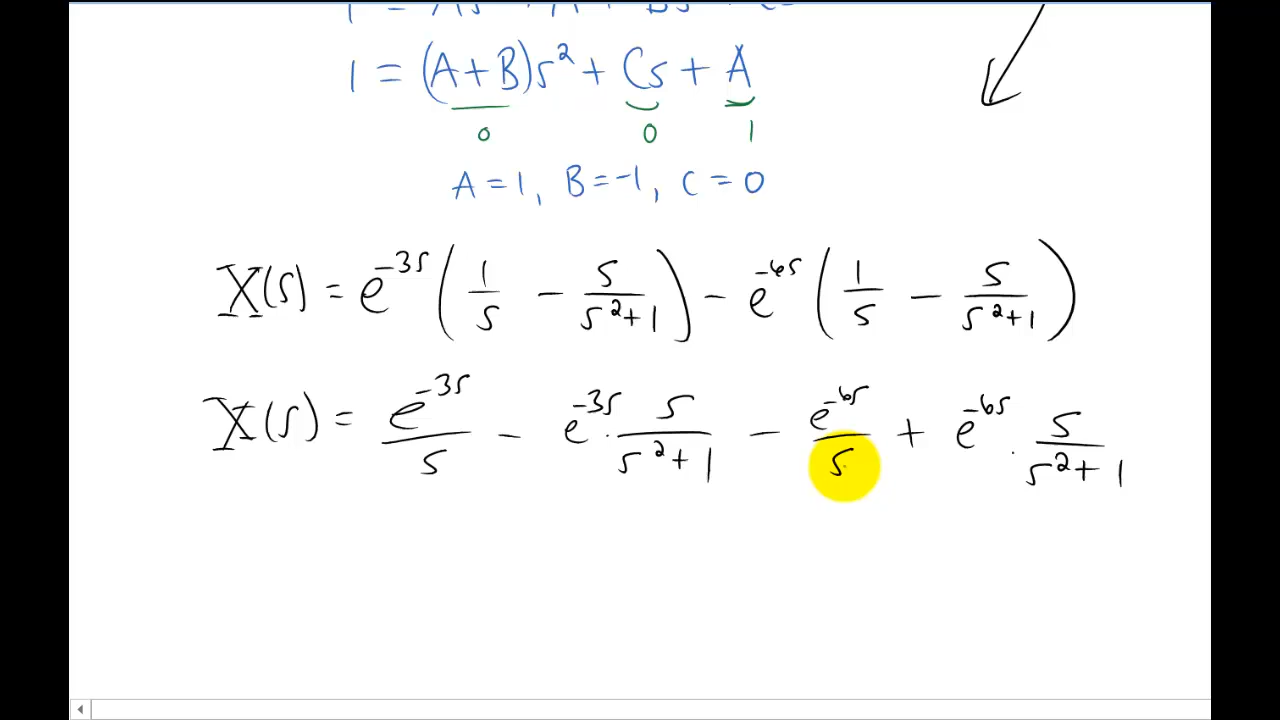 1 = (A+B)s² + Cs + A
0 0 1
A = 1, B = -1, C = 0
X(s) = e^{-3s} (1/s - s/(s²+1)) - e^{-6s} (1/s - s/(s²+1))
X(s) = e^{-3s}/s - e^{-3s} · s/(s²+1) - e^{-6s}/s + e^{-6s} · s/(s²+1)